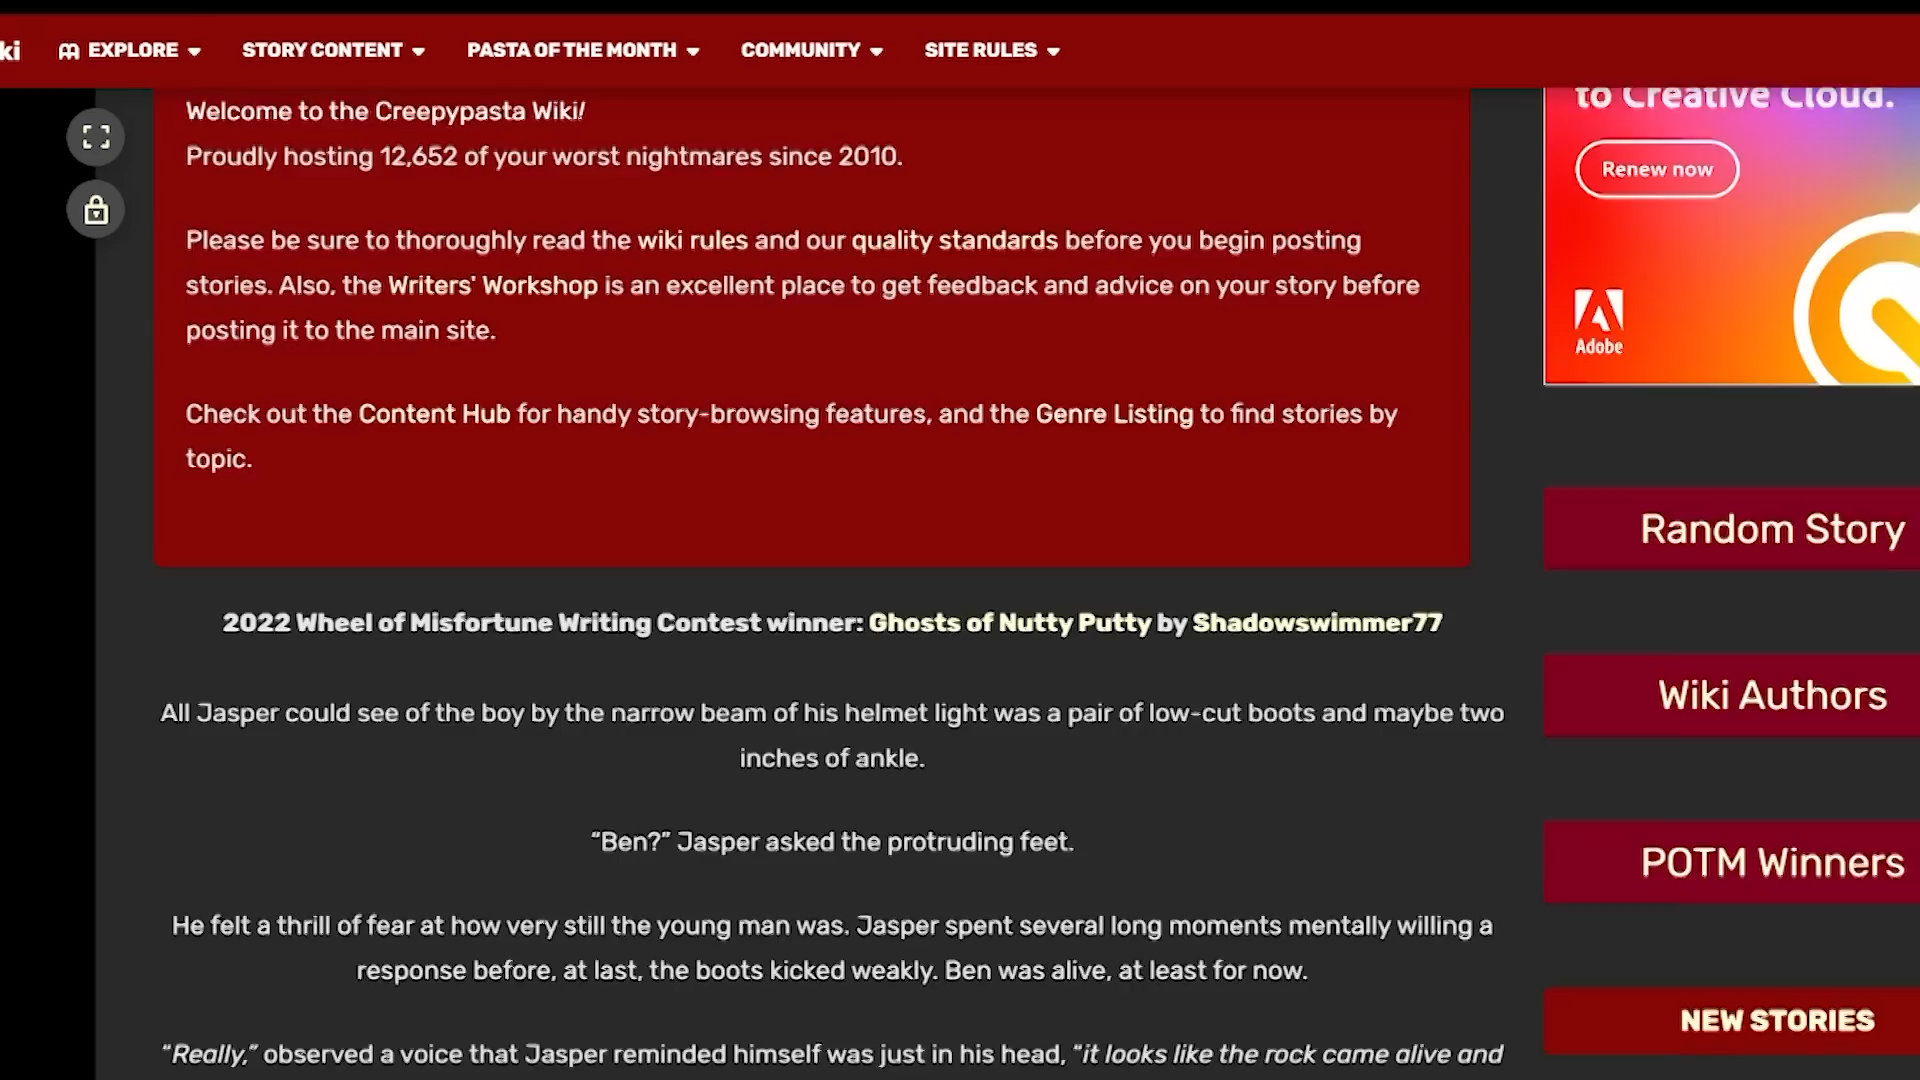 ki
EXPLORE
STORY CONTENT
PASTA OF THE MONTH
COMMUNITY
SITE RULES
Welcome to the Creepypasta Wiki!
Proudly hosting 12,652 of your worst nightmares since 2010.
Please be sure to thoroughly read the wiki rules and our quality standards before you begin posting
stories. Also, the Writers' Workshop is an excellent place to get feedback and advice on your story before
posting it to the main site.
Check out the Content Hub for handy story-browsing features, and the Genre Listing to find stories by
topic.
2022 Wheel of Misfortune Writing Contest winner: Ghosts of Nutty Putty by Shadowswimmer77
All Jasper could see of the boy by the narrow beam of his helmet light was a pair of low-cut boots and maybe two
inches of ankle.
“Ben?” Jasper asked the protruding feet.
He felt a thrill of fear at how very still the young man was. Jasper spent several long moments mentally willing a
response before, at last, the boots kicked weakly. Ben was alive, at least for now.
“Really,” observed a voice that Jasper reminded himself was just in his head, “it looks like the rock came alive and
to Creative Cloud.
Renew now
Adobe
Random Story
Wiki Authors
POTM Winners
NEW STORIES